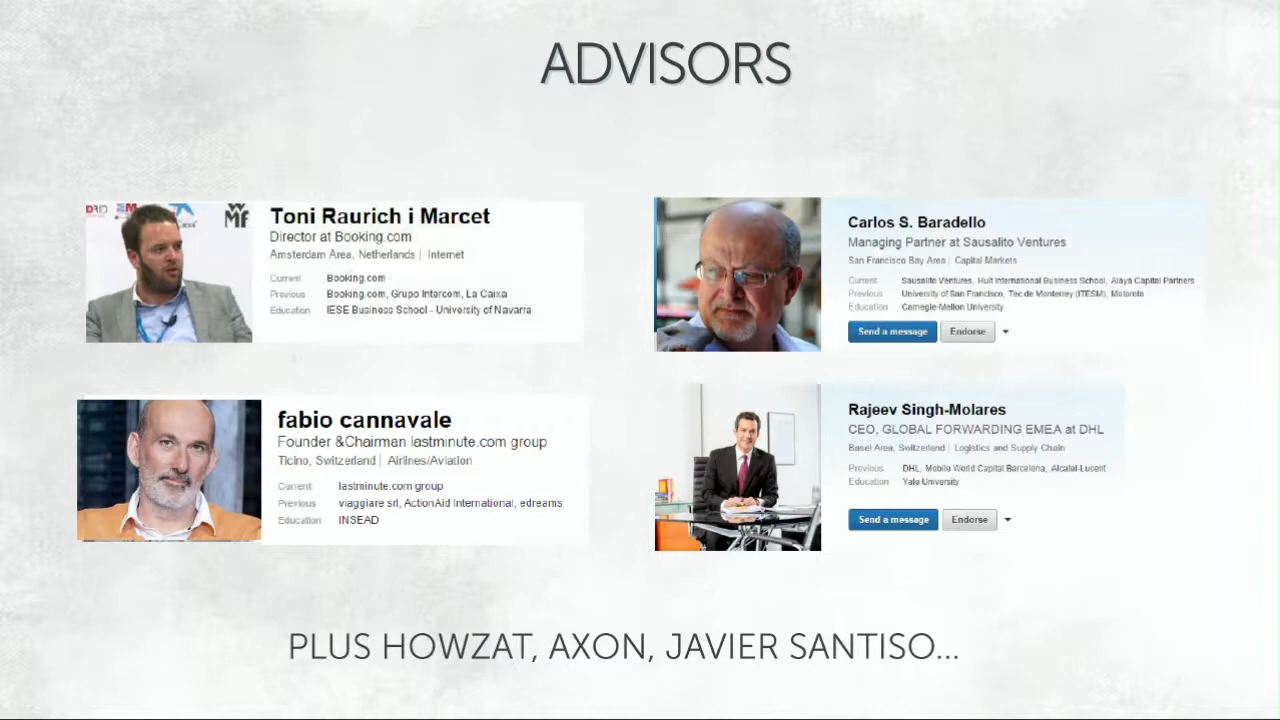 ADVISORS
WMF
Toni Raurich i Marcet
Director at Booking.com
Amsterdam Area, Netherlands | Internet
Current Booking.com
Previous Booking.com, Grupo Intercom, La Caixa
Education IESE Business School - University of Navarra
Carlos S. Baradello
Managing Partner at Sausalito Ventures
San Francisco Bay Area | Capital Markets
Current Sausalito Ventures, Hult International Business School, Alaya Capital Partners
Previous University of San Francisco, Tec de Monterrey (ITESM), Motorola
Education Carnegie-Mellon University
Send a message Endorse
fabio cannavale
Founder &Chairman lastminute.com group
Ticino, Switzerland | Airlines/Aviation
Current lastminute.com group
Previous viaggiare srl, ActionAid International, edreams
Education INSEAD
Rajeev Singh-Molares
CEO, GLOBAL FORWARDING EMEA at DHL
Basel Area, Switzerland | Logistics and Supply Chain
Previous DHL, Mobile World Capital Barcelona, Alcatel-Lucent
Education Yale University
Send a message Endorse
PLUS HOWZAT, AXON, JAVIER SANTISO...